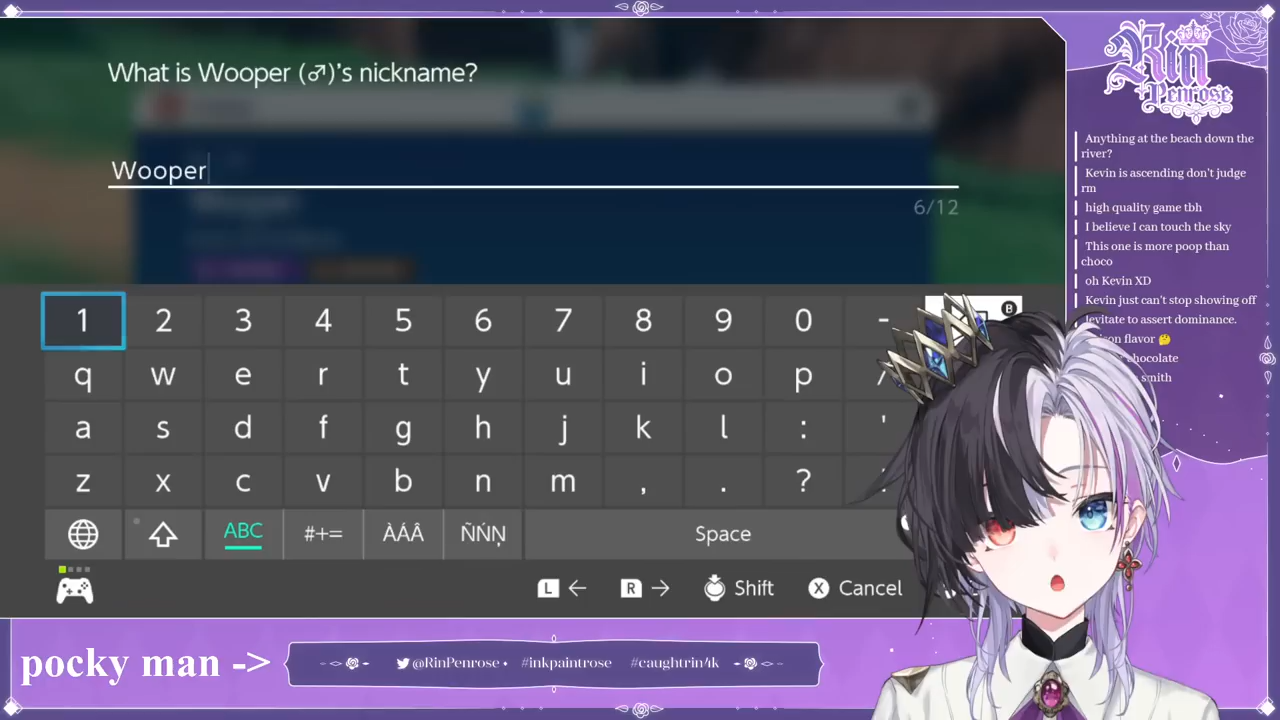 What is Wooper (♂)'s nickname?
Wooper
6/12
1 2 3 4 5 6 7 8 9 0 -
B
q w e r t y u i o p /
a s d f g h j k l : '
z x c v b n m , . ?
ABC #+= ÀÁÂ ÑŃŅ Space
L ← R → Shift X Cancel
Rin
Penrose
Anything at the beach down the
river?
Kevin is ascending don't judge
rm
high quality game tbh
I believe I can touch the sky
This one is more poop than
choco
oh Kevin XD
Kevin just can't stop showing off
levitate to assert dominance.
flavor 🤔
chocolate
smith
pocky man ->
@RinPenrose • #inkpaintrose #caughtrin4k